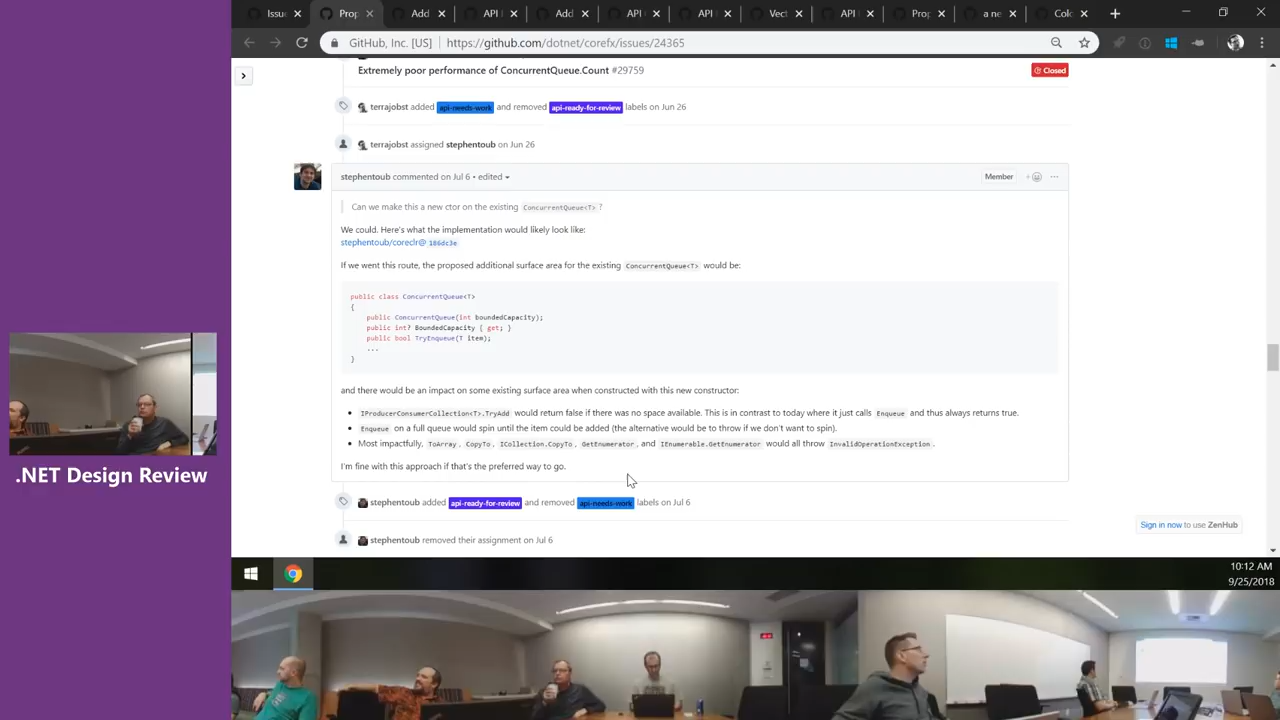 Issu
Prop
Add
API
Add
API
API
Vect
API
Prop
a ne
Colo
GitHub, Inc. [US] https://github.com/dotnet/corefx/issues/24365
Extremely poor performance of ConcurrentQueue.Count #29759
Closed
terrajobst added api-needs-work and removed api-ready-for-review labels on Jun 26
terrajobst assigned stephentoub on Jun 26
stephentoub commented on Jul 6 • edited
Member
Can we make this a new ctor on the existing ConcurrentQueue<T> ?
We could. Here's what the implementation would likely look like:
stephentoub/coreclr@186dc3e
If we went this route, the proposed additional surface area for the existing ConcurrentQueue<T> would be:
public class ConcurrentQueue<T>
{
public ConcurrentQueue(int boundedCapacity);
public int? BoundedCapacity { get; }
public bool TryEnqueue(T item);
...
}
and there would be an impact on some existing surface area when constructed with this new constructor:
• IProducerConsumerCollection<T>.TryAdd would return false if there was no space available. This is in contrast to today where it just calls Enqueue and thus always returns true.
• Enqueue on a full queue would spin until the item could be added (the alternative would be to throw if we don't want to spin).
• Most impactfully, ToArray, CopyTo, ICollection.CopyTo, GetEnumerator, and IEnumerable.GetEnumerator would all throw InvalidOperationException.
I'm fine with this approach if that's the preferred way to go.
stephentoub added api-ready-for-review and removed api-needs-work labels on Jul 6
stephentoub removed their assignment on Jul 6
Sign in now to use ZenHub
.NET Design Review
10:12 AM
9/25/2018